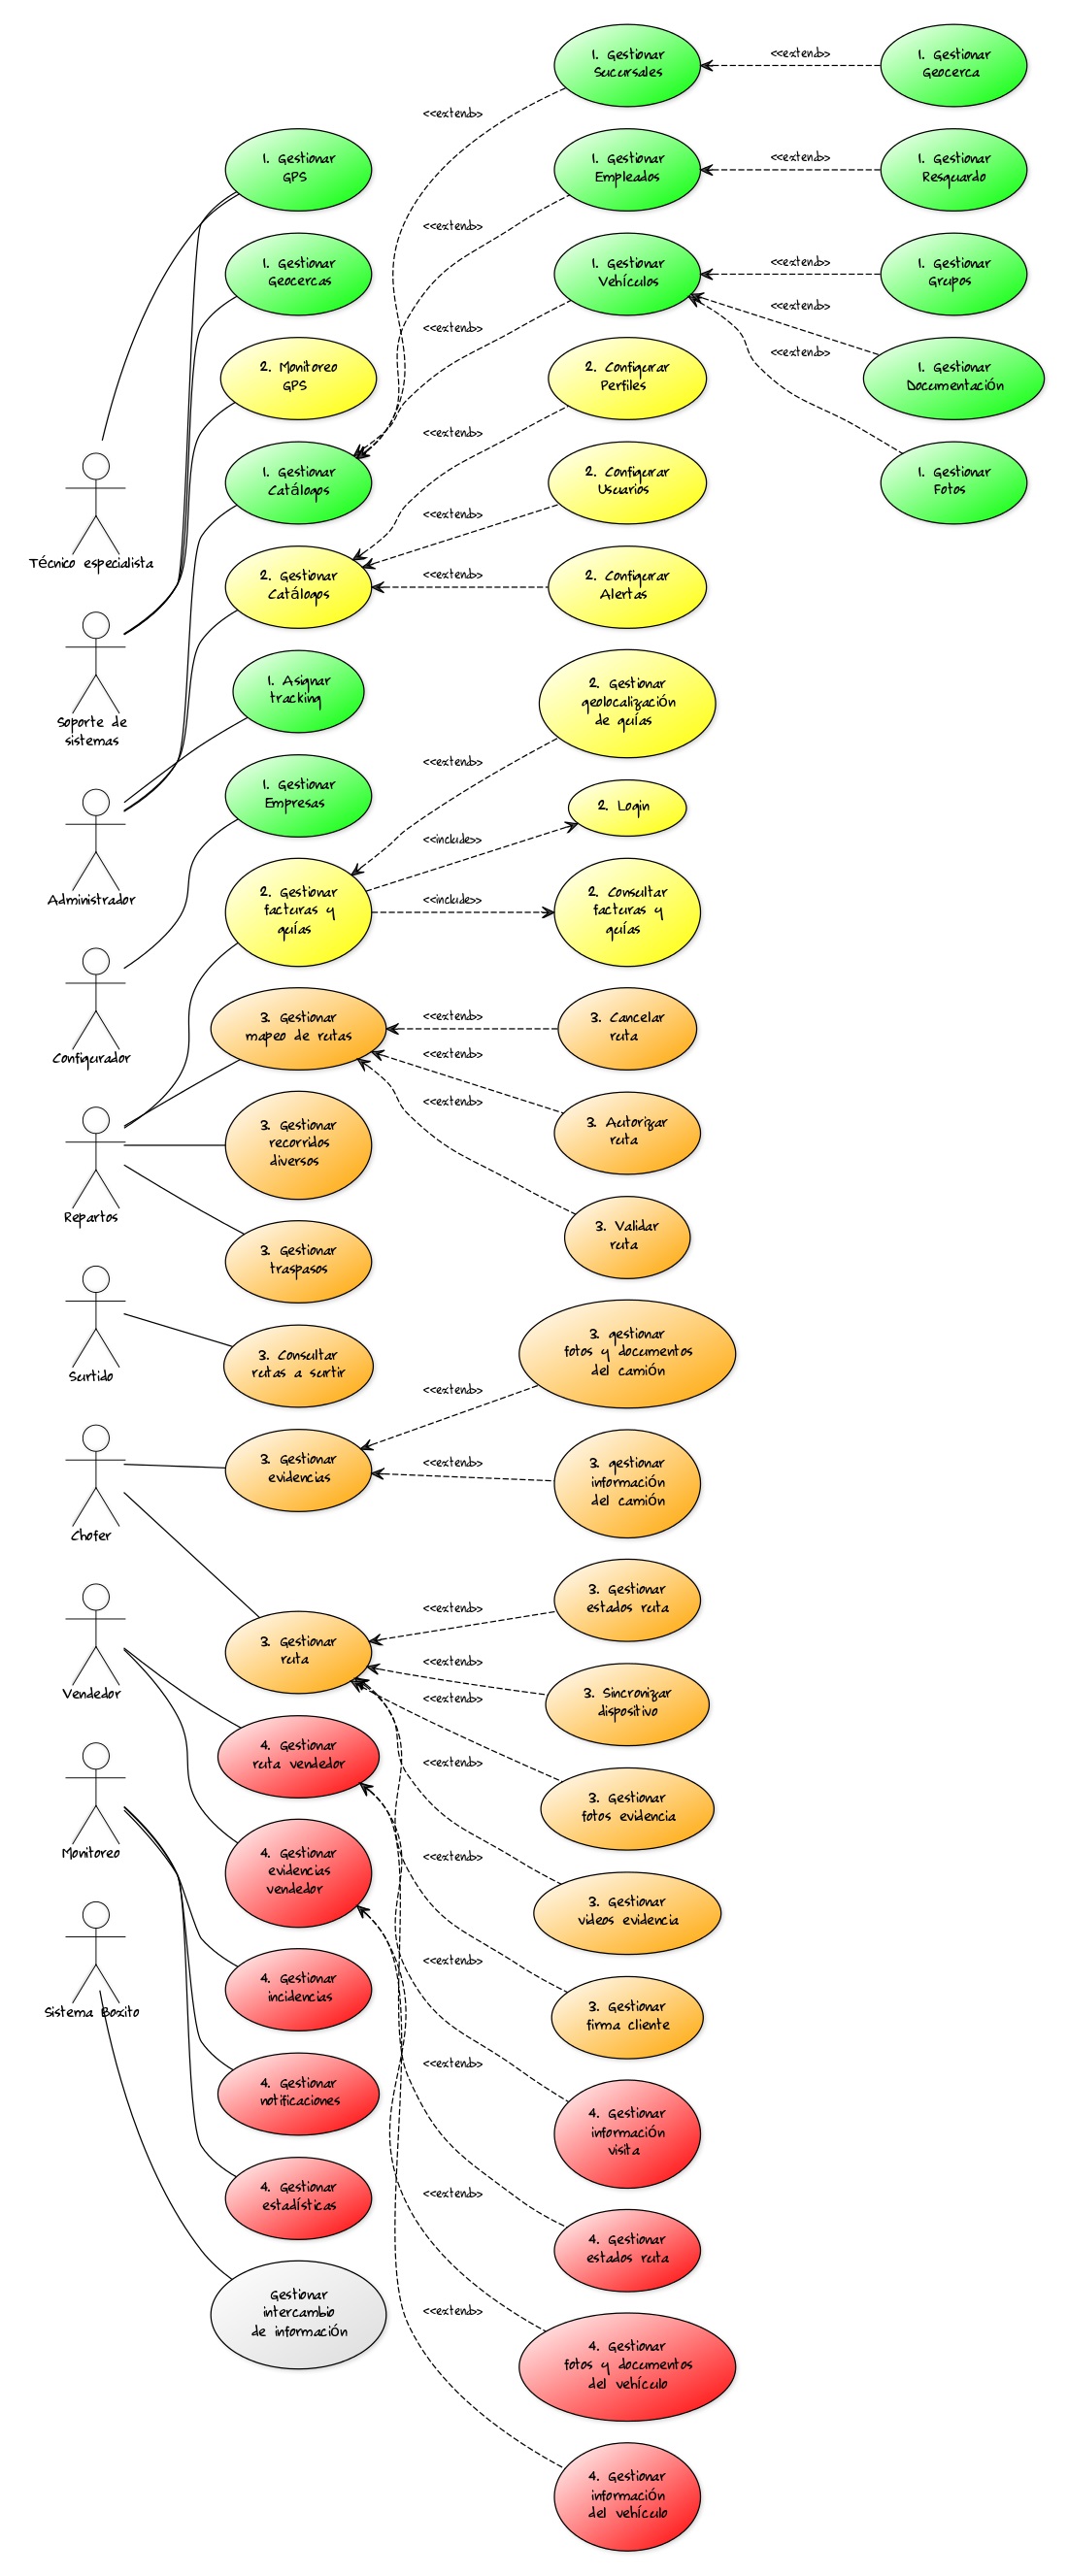 1. Gestionar
Sucursales
<<extend>>
1. Gestionar
Geocerca
<<extend>>
1. Gestionar
GPS
1. Gestionar
Empleados
<<extend>>
1. Gestionar
Resguardo
<<extend>>
1. Gestionar
Geocercas
1. Gestionar
Vehículos
<<extend>>
1. Gestionar
Grupos
<<extend>>
<<extend>>
<<extend>>
2. Monitoreo
GPS
2. Configurar
Perfiles
1. Gestionar
Documentación
<<extend>>
1. Gestionar
Catálogos
2. Configurar
Usuarios
1. Gestionar
Fotos
<<extend>>
Técnico especialista
2. Gestionar
Catálogos
<<extend>>
2. Configurar
Alertas
Soporte de
sistemas
1. Asignar
tracking
2. Gestionar
geolocalización
de guías
<<extend>>
1. Gestionar
Empresas
2. Login
<<include>>
Administrador
2. Gestionar
facturas y
guías
<<include>>
2. Consultar
facturas y
guías
Configurador
3. Gestionar
mapeo de rutas
<<extend>>
3. Cancelar
ruta
<<extend>>
<<extend>>
3. Gestionar
recorridos
diversos
3. Autorizar
ruta
Repartos
3. Gestionar
traspasos
3. Validar
ruta
Surtido
3. Consultar
rutas a surtir
3. gestionar
fotos y documentos
del camión
<<extend>>
3. Gestionar
evidencias
<<extend>>
3. gestionar
información
del camión
Chofer
3. Gestionar
estados ruta
<<extend>>
3. Gestionar
ruta
<<extend>>
<<extend>>
Vendedor
3. Sincronizar
dispositivo
4. Gestionar
ruta vendedor
<<extend>>
3. Gestionar
fotos evidencia
Monitoreo
4. Gestionar
evidencias
vendedor
<<extend>>
3. Gestionar
videos evidencia
<<extend>>
4. Gestionar
incidencias
Sistema Boxito
3. Gestionar
firma cliente
<<extend>>
4. Gestionar
notificaciones
4. Gestionar
información
visita
4. Gestionar
estadísticas
<<extend>>
4. Gestionar
estados ruta
Gestionar
intercambio
de información
<<extend>>
4. Gestionar
fotos y documentos
del vehículo
4. Gestionar
información
del vehículo